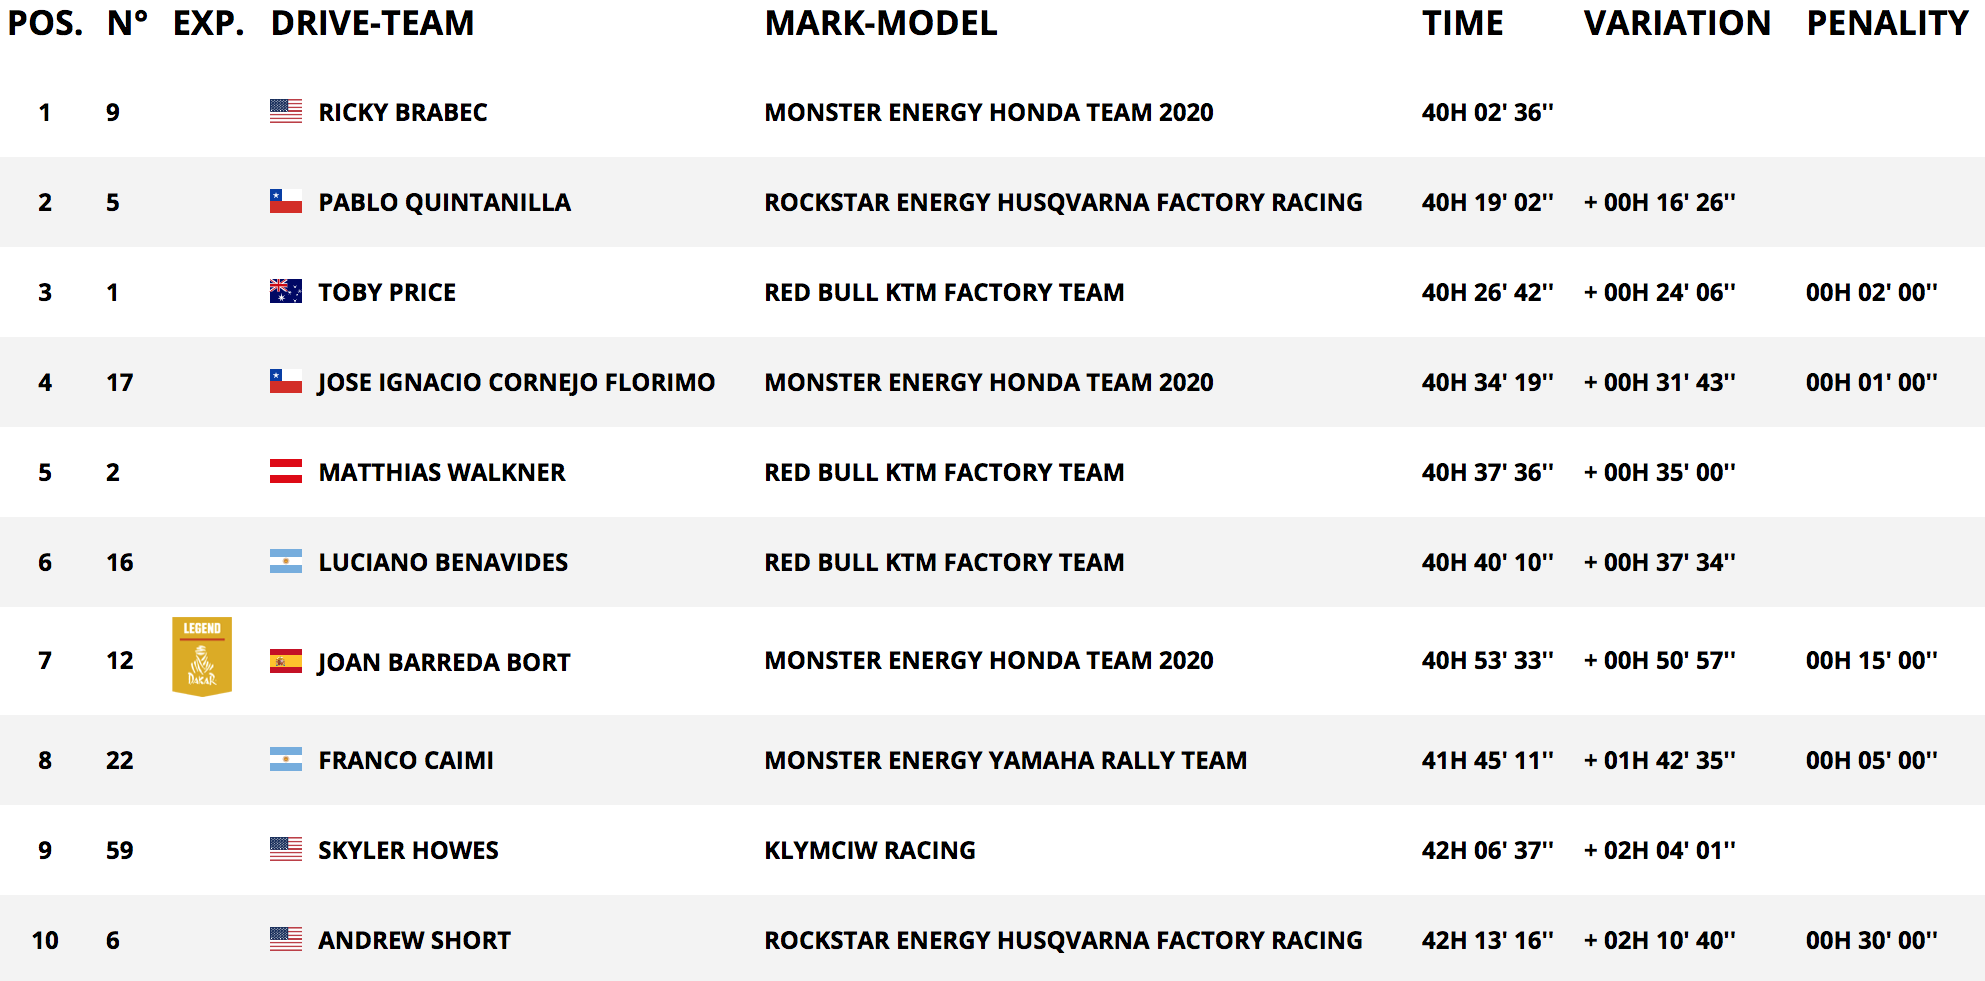 POS. N° EXP. DRIVE-TEAM MARK-MODEL TIME VARIATION PENALITY
1 9 RICKY BRABEC MONSTER ENERGY HONDA TEAM 2020 40H 02' 36''
2 5 PABLO QUINTANILLA ROCKSTAR ENERGY HUSQVARNA FACTORY RACING 40H 19' 02'' + 00H 16' 26''
3 1 TOBY PRICE RED BULL KTM FACTORY TEAM 40H 26' 42'' + 00H 24' 06'' 00H 02' 00''
4 17 JOSE IGNACIO CORNEJO FLORIMO MONSTER ENERGY HONDA TEAM 2020 40H 34' 19'' + 00H 31' 43'' 00H 01' 00''
5 2 MATTHIAS WALKNER RED BULL KTM FACTORY TEAM 40H 37' 36'' + 00H 35' 00''
6 16 LUCIANO BENAVIDES RED BULL KTM FACTORY TEAM 40H 40' 10'' + 00H 37' 34''
LEGEND
7 12 JOAN BARREDA BORT MONSTER ENERGY HONDA TEAM 2020 40H 53' 33'' + 00H 50' 57'' 00H 15' 00''
DAKAR
8 22 FRANCO CAIMI MONSTER ENERGY YAMAHA RALLY TEAM 41H 45' 11'' + 01H 42' 35'' 00H 05' 00''
9 59 SKYLER HOWES KLYMCIW RACING 42H 06' 37'' + 02H 04' 01''
10 6 ANDREW SHORT ROCKSTAR ENERGY HUSQVARNA FACTORY RACING 42H 13' 16'' + 02H 10' 40'' 00H 30' 00''